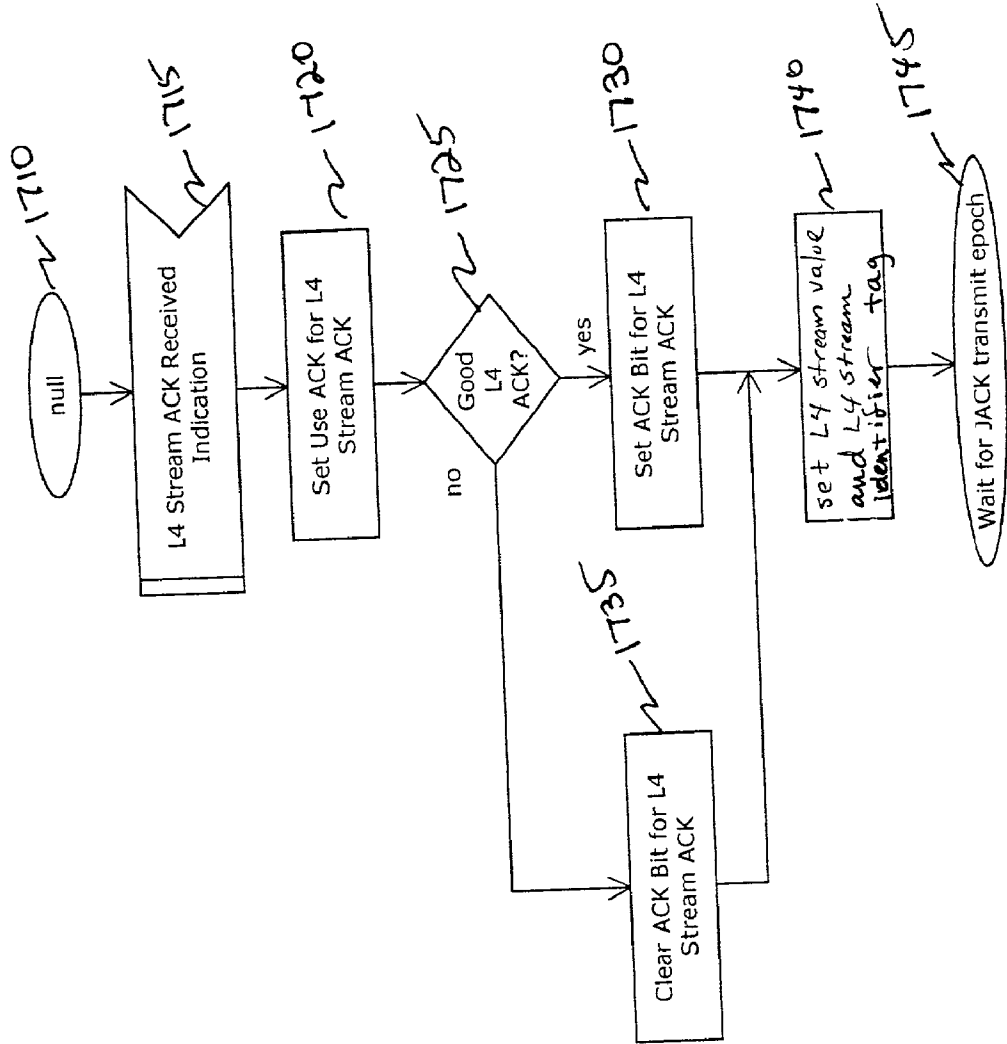 null
1710
L4 Stream ACK Received
Indication
1715
Set Use ACK for L4
Stream ACK
1720
Good
L4
ACK?
1725
no
yes
Set ACK Bit for L4
Stream ACK
1730
Clear ACK Bit for L4
Stream ACK
1735
set L4 stream value
and L4 stream
identifier tag
1740
Wait for JACK transmit epoch
1745